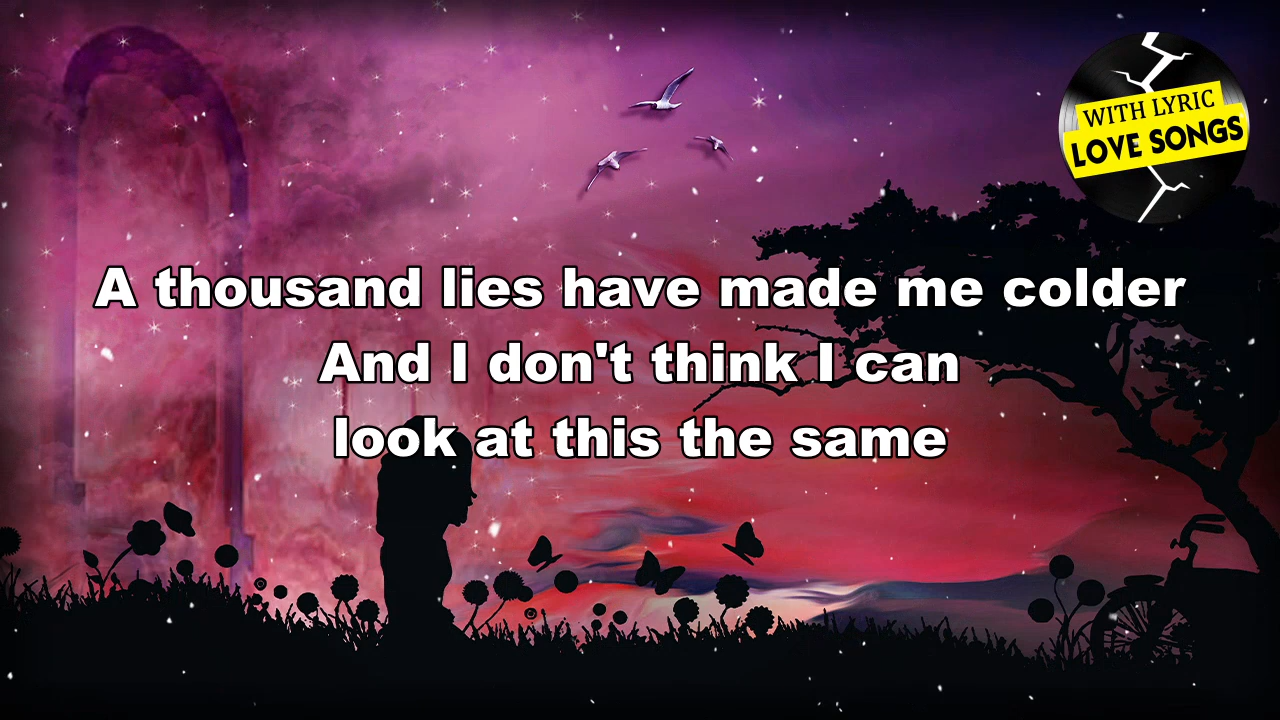 WITH LYRIC
LOVE SONGS
A thousand lies have made me colder
And I don't think I can
look at this the same